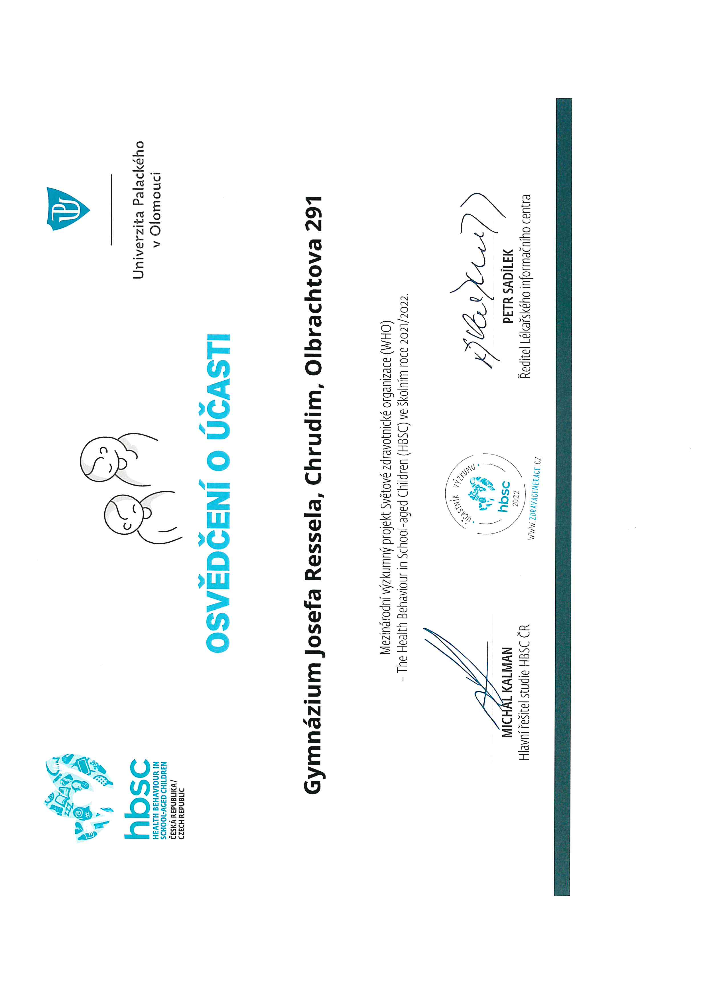 hbsc
HEALTH BEHAVIOUR IN
SCHOOL-AGED CHILDREN
ČESKÁ REPUBLIKA/
CZECH REPUBLIC
zzz
@
#
UP
Univerzita Palackého
v Olomouci
OSVĚDČENÍ O ÚČASTI
Gymnázium Josefa Ressela, Chrudim, Olbrachtova 291
Mezinárodní výzkumný projekt Světové zdravotnické organizace (WHO)
– The Health Behaviour in School-aged Children (HBSC) ve školním roce 2021/2022.
MICHAL KALMAN
Hlavní řešitel studie HBSC ČR
• ÚČASTNÍK VÝZKUMU •
hbsc
2022
WWW.ZDRAVAGENERACE.CZ
PETR SADÍLEK
Ředitel Lékařského informačního centra